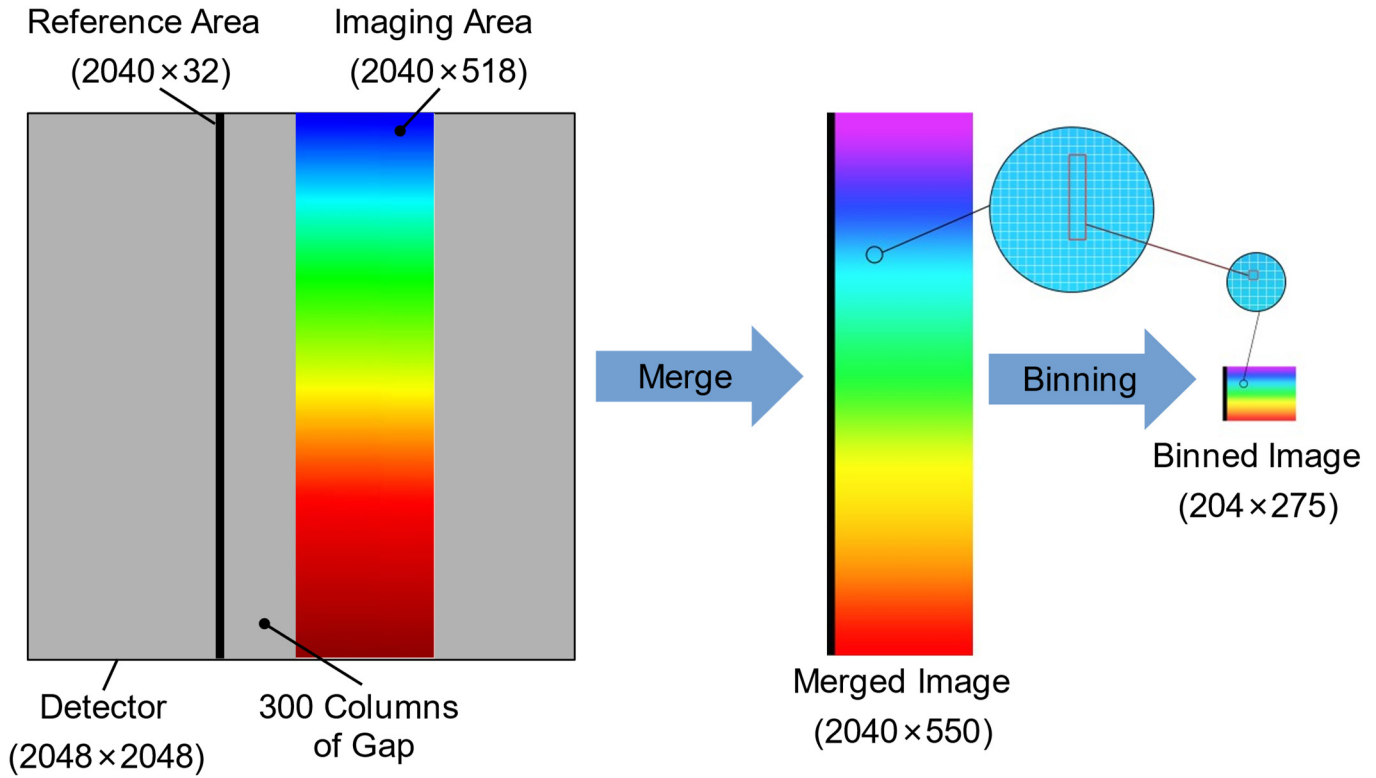 Reference Area
(2040×32)
Imaging Area
(2040×518)
Merge
Binning
Binned Image
(204×275)
Detector
(2048×2048)
300 Columns
of Gap
Merged Image
(2040×550)